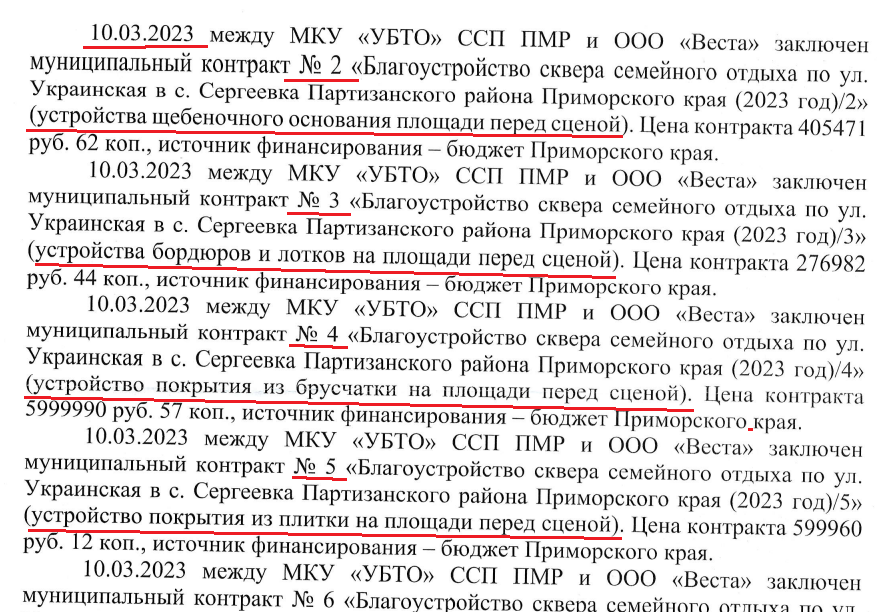 10.03.2023 между МКУ «УБТО» ССП ПМР и ООО «Веста» заключен
муниципальный контракт № 2 «Благоустройство сквера семейного отдыха по ул.
Украинская в с. Сергеевка Партизанского района Приморского края (2023 год)/2»
(устройства щебеночного основания площади перед сценой). Цена контракта 405471
руб. 62 коп., источник финансирования – бюджет Приморского края.
10.03.2023 между МКУ «УБТО» ССП ПМР и ООО «Веста» заключен
муниципальный контракт № 3 «Благоустройство сквера семейного отдыха по ул.
Украинская в с. Сергеевка Партизанского района Приморского края (2023 год)/3»
(устройства бордюров и лотков на площади перед сценой). Цена контракта 276982
руб. 44 коп., источник финансирования – бюджет Приморского края.
10.03.2023 между МКУ «УБТО» ССП ПМР и ООО «Веста» заключен
муниципальный контракт № 4 «Благоустройство сквера семейного отдыха по ул.
Украинская в с. Сергеевка Партизанского района Приморского края (2023 год)/4»
(устройство покрытия из брусчатки на площади перед сценой). Цена контракта
5999990 руб. 57 коп., источник финансирования – бюджет Приморского края.
10.03.2023 между МКУ «УБТО» ССП ПМР и ООО «Веста» заключен
муниципальный контракт № 5 «Благоустройство сквера семейного отдыха по ул.
Украинская в с. Сергеевка Партизанского района Приморского края (2023 год)/5»
(устройство покрытия из плитки на площади перед сценой). Цена контракта 599960
руб. 12 коп., источник финансирования – бюджет Приморского края.
10.03.2023 между МКУ «УБТО» ССП ПМР и ООО «Веста» заключен
муниципальный контракт № 6 «Благоустройство сквера семейного отдыха по ул.